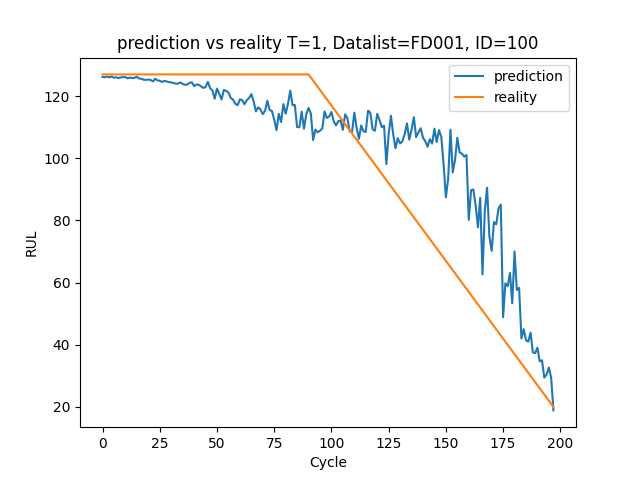 prediction vs reality T=1, Datalist=FD001, ID=100
prediction
reality
RUL
120
100
80
60
40
20
0 25 50 75 100 125 150 175 200
Cycle